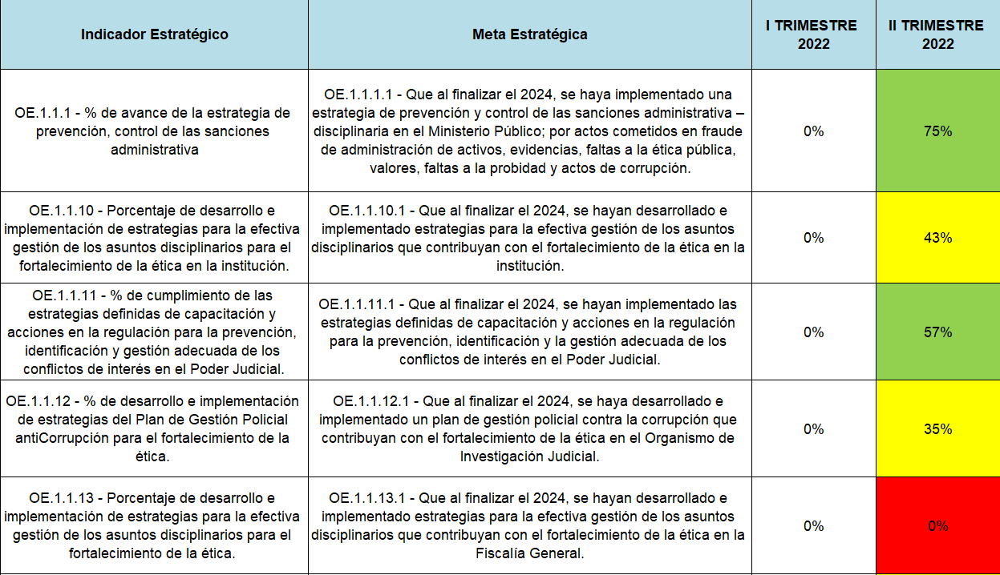 Indicador Estratégico
Meta Estratégica
I TRIMESTRE
2022
II TRIMESTRE
2022
OE.1.1.1 - % de avance de la estrategia de
prevención, control de las sanciones
administrativa
OE.1.1.1.1 - Que al finalizar el 2024, se haya implementado una
estrategia de prevención y control de las sanciones administrativa –
disciplinaria en el Ministerio Público; por actos cometidos en fraude
de administración de activos, evidencias, faltas a la ética pública,
valores, faltas a la probidad y actos de corrupción.
0%
75%
OE.1.1.10 - Porcentaje de desarrollo e
implementación de estrategias para la efectiva
gestión de los asuntos disciplinarios para el
fortalecimiento de la ética en la institución.
OE.1.1.10.1 - Que al finalizar el 2024, se hayan desarrollado e
implementado estrategias para la efectiva gestión de los asuntos
disciplinarios que contribuyan con el fortalecimiento de la ética en la
institución.
0%
43%
OE.1.1.11 - % de cumplimiento de las
estrategias definidas de capacitación y
acciones en la regulación para la prevención,
identificación y gestión adecuada de los
conflictos de interés en el Poder Judicial.
OE.1.1.11.1 - Que al finalizar el 2024, se hayan implementado las
estrategias definidas de capacitación y acciones en la regulación
para la prevención, identificación y la gestión adecuada de los
conflictos de interés en el Poder Judicial.
0%
57%
OE.1.1.12 - % de desarrollo e implementación
de estrategias del Plan de Gestión Policial
antiCorrupción para el fortalecimiento de la
ética.
OE.1.1.12.1 - Que al finalizar el 2024, se haya desarrollado e
implementado un plan de gestión policial contra la corrupción que
contribuyan con el fortalecimiento de la ética en el Organismo de
Investigación Judicial.
0%
35%
OE.1.1.13 - Porcentaje de desarrollo e
implementación de estrategias para la efectiva
gestión de los asuntos disciplinarios para el
fortalecimiento de la ética.
OE.1.1.13.1 - Que al finalizar el 2024, se hayan desarrollado e
implementado estrategias para la efectiva gestión de los asuntos
disciplinarios que contribuyan con el fortalecimiento de la ética en la
Fiscalía General.
0%
0%